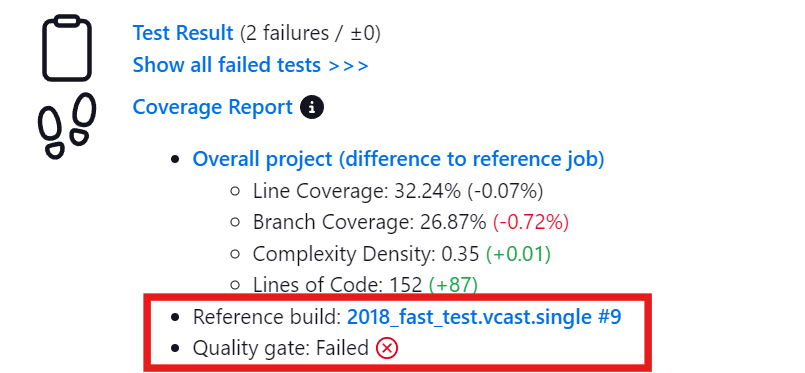 Test Result (2 failures / ±0)
Show all failed tests >>>
Coverage Report
Overall project (difference to reference job)
Line Coverage: 32.24% (-0.07%)
Branch Coverage: 26.87% (-0.72%)
Complexity Density: 0.35 (+0.01)
Lines of Code: 152 (+87)
Reference build: 2018_fast_test.vcast.single #9
Quality gate: Failed